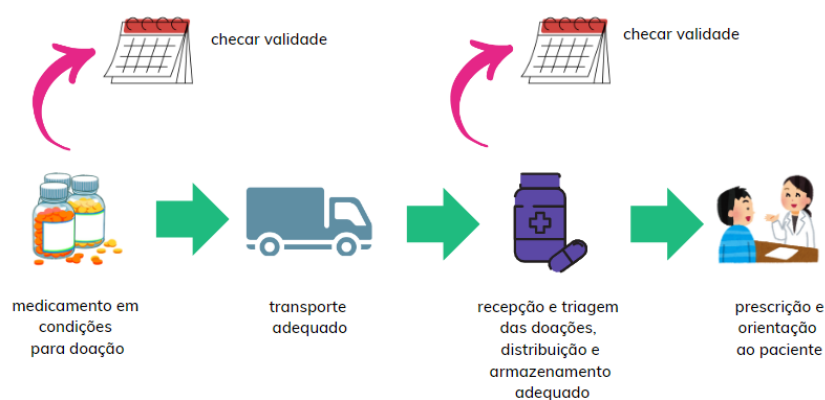 checar validade
checar validade
medicamento em
condições
para doação
transporte
adequado
recepção e triagem
das doações,
distribuição e
armazenamento
adequado
prescrição e
orientação
ao paciente